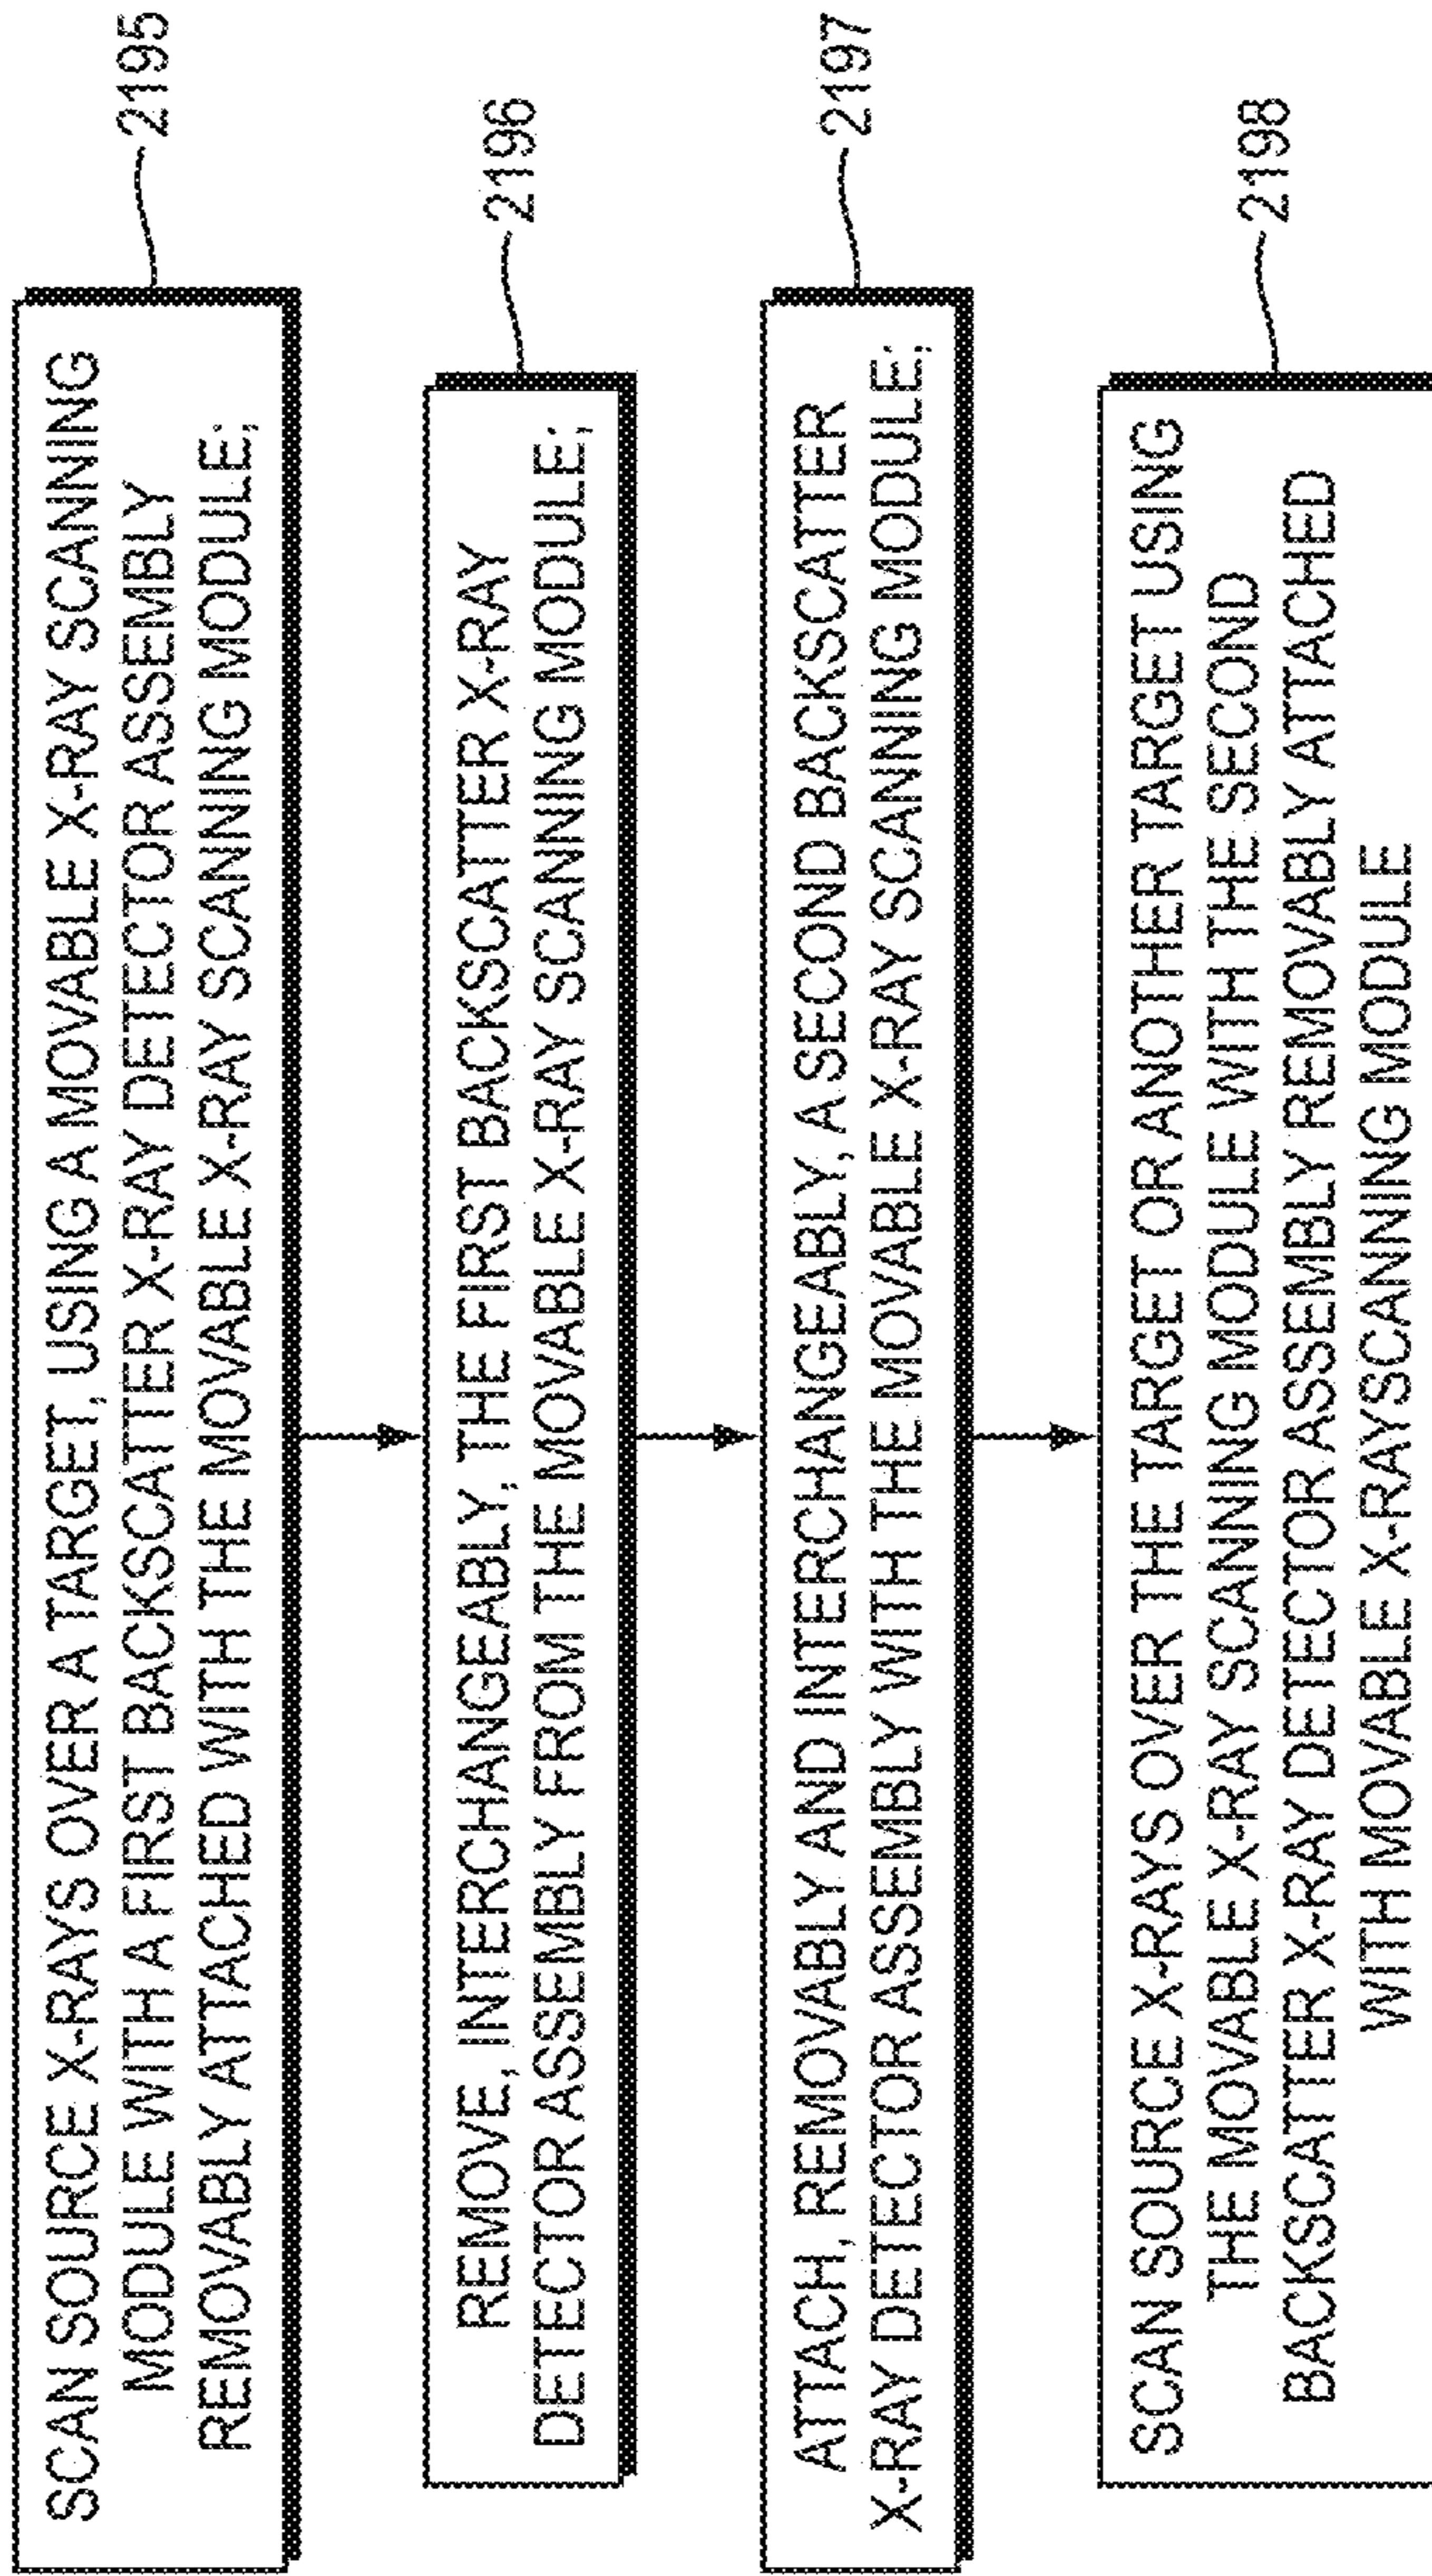 SCAN SOURCE X-RAYS OVER A TARGET, USING A MOVABLE X-RAY SCANNING
MODULE WITH A FIRST BACKSCATTER X-RAY DETECTOR ASSEMBLY
REMOVABLY ATTACHED WITH THE MOVABLE X-RAY SCANNING MODULE;
2195
REMOVE, INTERCHANGEABLY, THE FIRST BACKSCATTER X-RAY
DETECTOR ASSEMBLY FROM THE MOVABLE X-RAY SCANNING MODULE;
2196
ATTACH, REMOVABLY AND INTERCHANGEABLY, A SECOND BACKSCATTER
X-RAY DETECTOR ASSEMBLY WITH THE MOVABLE X-RAY SCANNING MODULE;
2197
SCAN SOURCE X-RAYS OVER THE TARGET OR ANOTHER TARGET USING
THE MOVABLE X-RAY SCANNING MODULE WITH THE SECOND
BACKSCATTER X-RAY DETECTOR ASSEMBLY REMOVABLY ATTACHED
WITH MOVABLE X-RAYSCANNING MODULE
2198